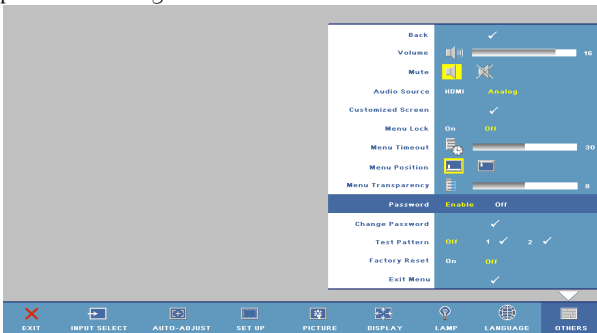 Back
Volume 16
Mute
Audio Source HDMI Analog
Customized Screen
Menu Lock On Off
Menu Timeout 30
Menu Position
Menu Transparency 6
Password Enable Off
Change Password
Test Pattern Off 1 2
Factory Reset On Off
Exit Menu
EXIT INPUT SELECT AUTO-ADJUST SET UP PICTURE DISPLAY LAMP LANGUAGE OTHERS